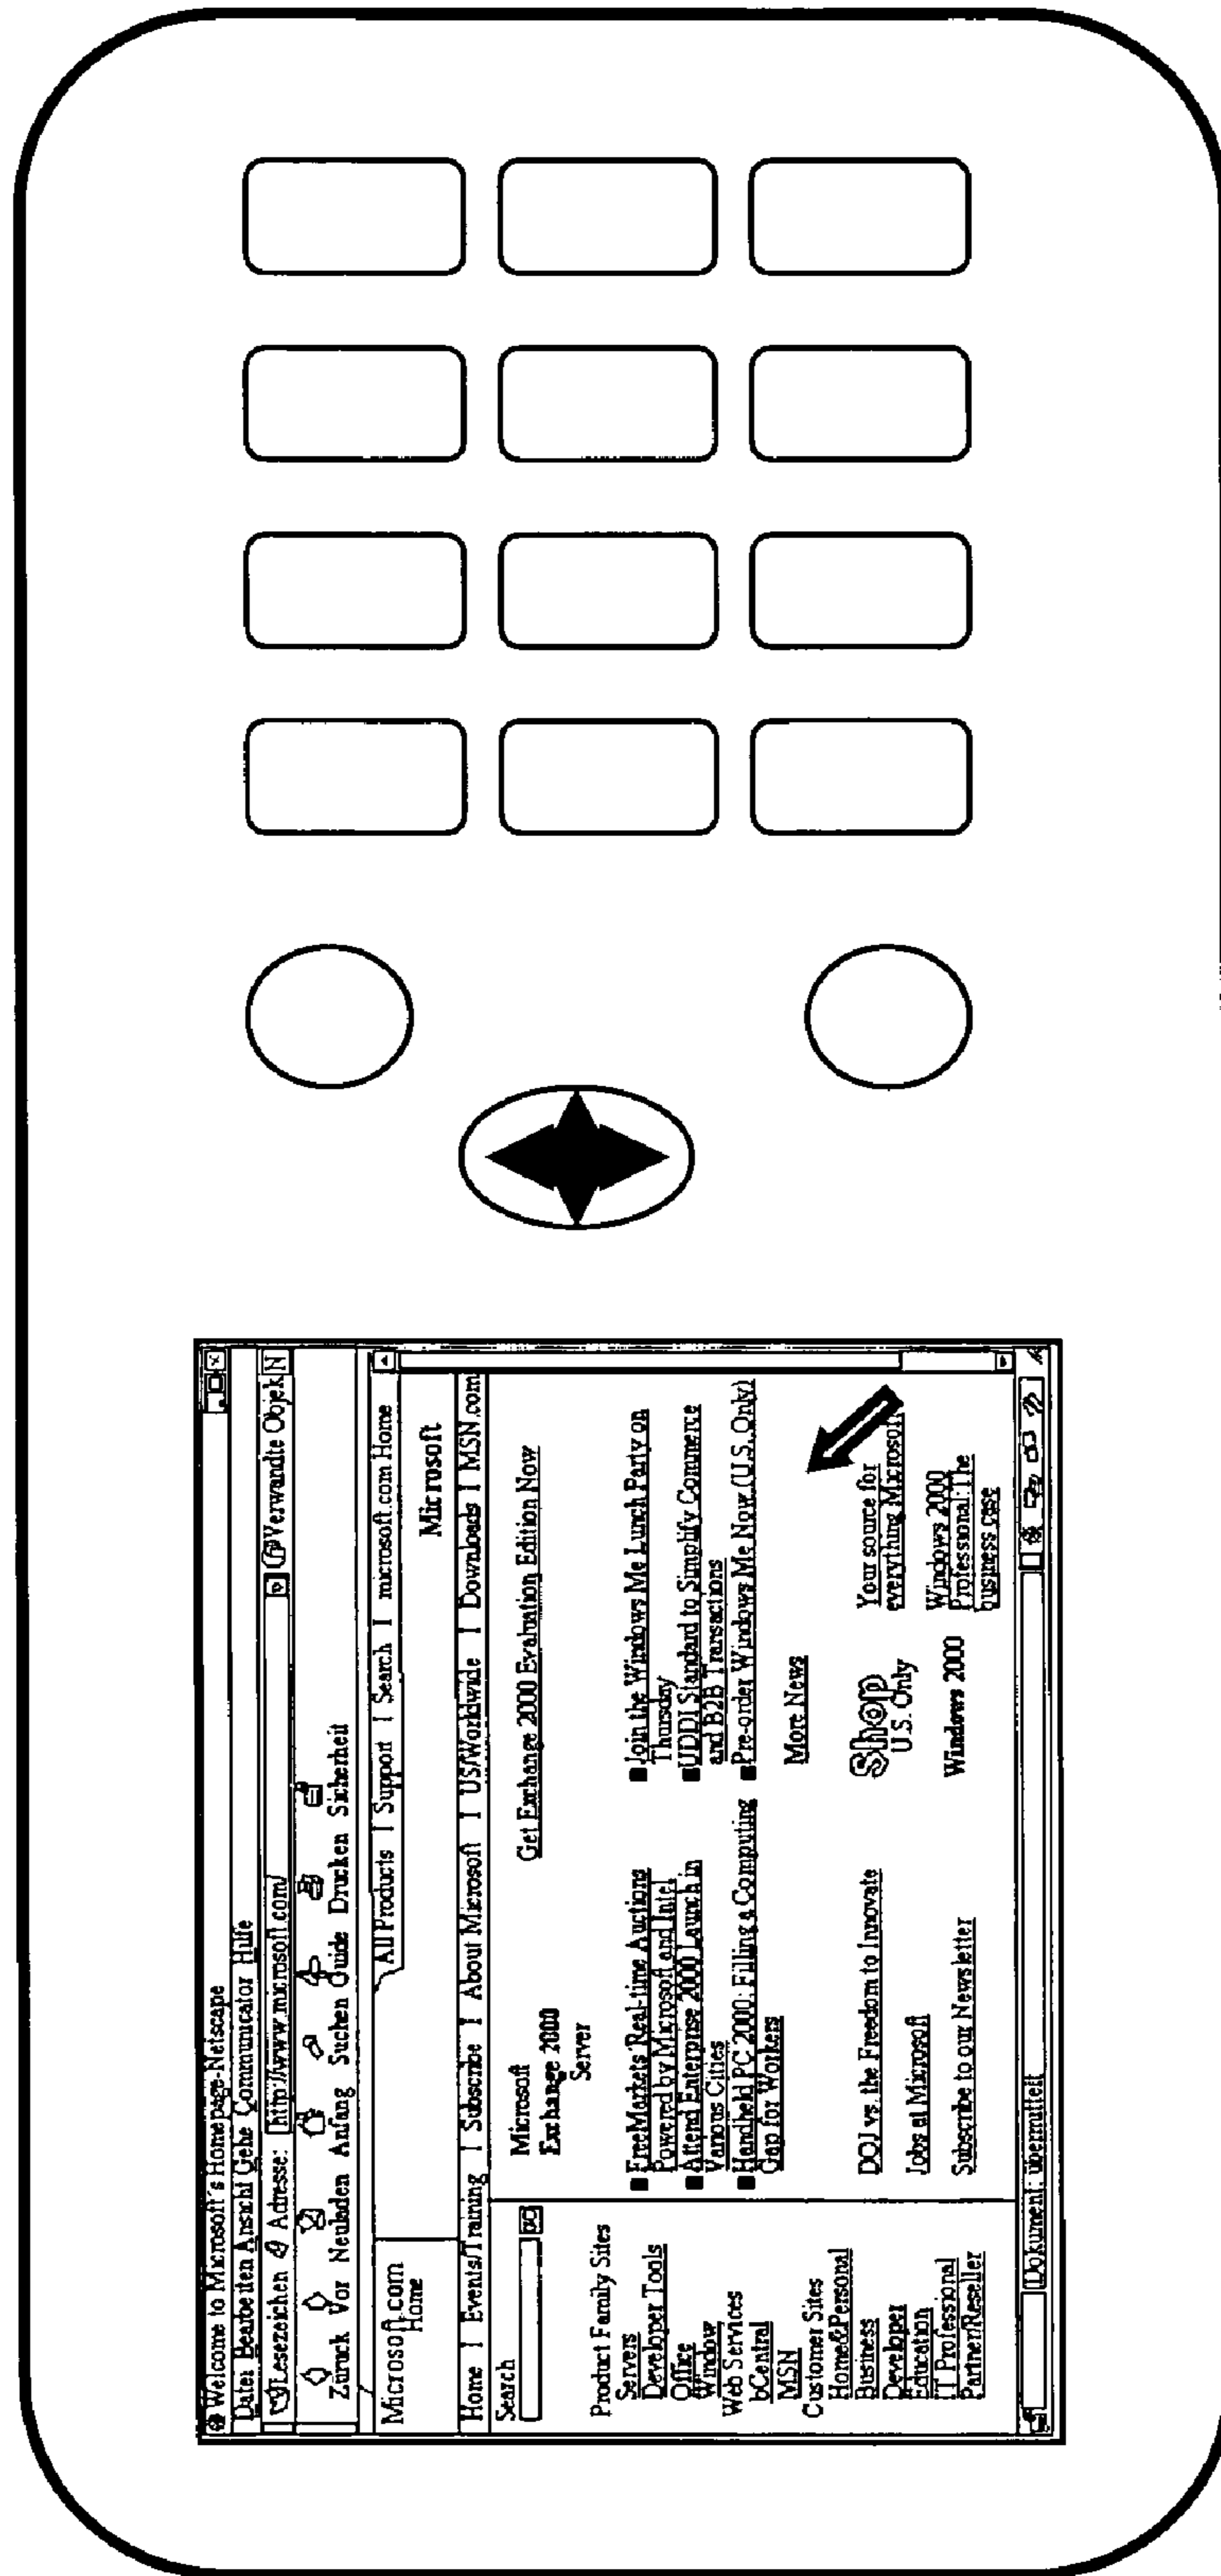 Welcome to Microsoft's Homepage-Netscape
Datei Bearbeiten Ansicht Gehe Communicator Hilfe
Lesezeichen Adresse: http://www.microsoft.com/ Verwandte Objek N
Zurück Vor Neuladen Anfang Suchen Guide Drucken Sicherheit
All Products | Support | Search | microsoft.com Home
Microsoft.com
Home
Microsoft
Home | Events/Training | Subscribe | About Microsoft | US/Worldwide | Downloads | MSN.com
Search
Product Family Sites
Servers
Developer Tools
Office
Window
Web Services
bCentral
MSN
Customer Sites
Home&Personal
Business
Developer
Education
IT Professional
Partner/Reseller
Microsoft
Exchange 2000
Server
Get Exchange 2000 Evaluation Edition Now
FreeMarkets Real-time Auctions
Powered by Microsoft and Intel
Attend Enterprise 2000 Launch in
Various Cities
Handheld PC 2000: Filling a Computing
Gap for Workers
Join the Windows Me Lunch Party on
Thursday
UDDI Standard to Simplify Commerce
and B2B Transactions
Pre-order Windows Me Now (U.S. Only)
More News
DOJ vs. the Freedom to Innovate
Jobs at Microsoft
Subscribe to our Newsletter
Shop
U.S. Only
Your source for
everything Microsoft
Windows 2000
Windows 2000
Professional: The
business case
Dokument: übermittelt